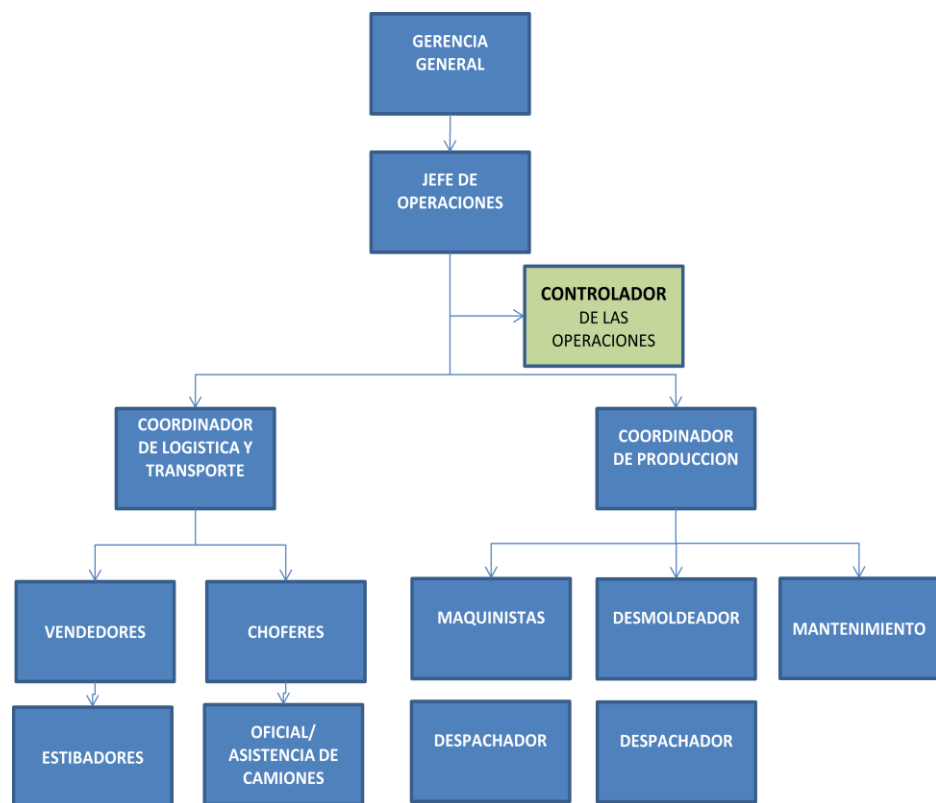 GERENCIA
GENERAL
JEFE DE
OPERACIONES
CONTROLADOR
DE LAS
OPERACIONES
COORDINADOR
DE LOGISTICA Y
TRANSPORTE
COORDINADOR
DE PRODUCCION
VENDEDORES
CHOFERES
MAQUINISTAS
DESMOLDEADOR
MANTENIMIENTO
ESTIBADORES
OFICIAL/
ASISTENCIA DE
CAMIONES
DESPACHADOR
DESPACHADOR